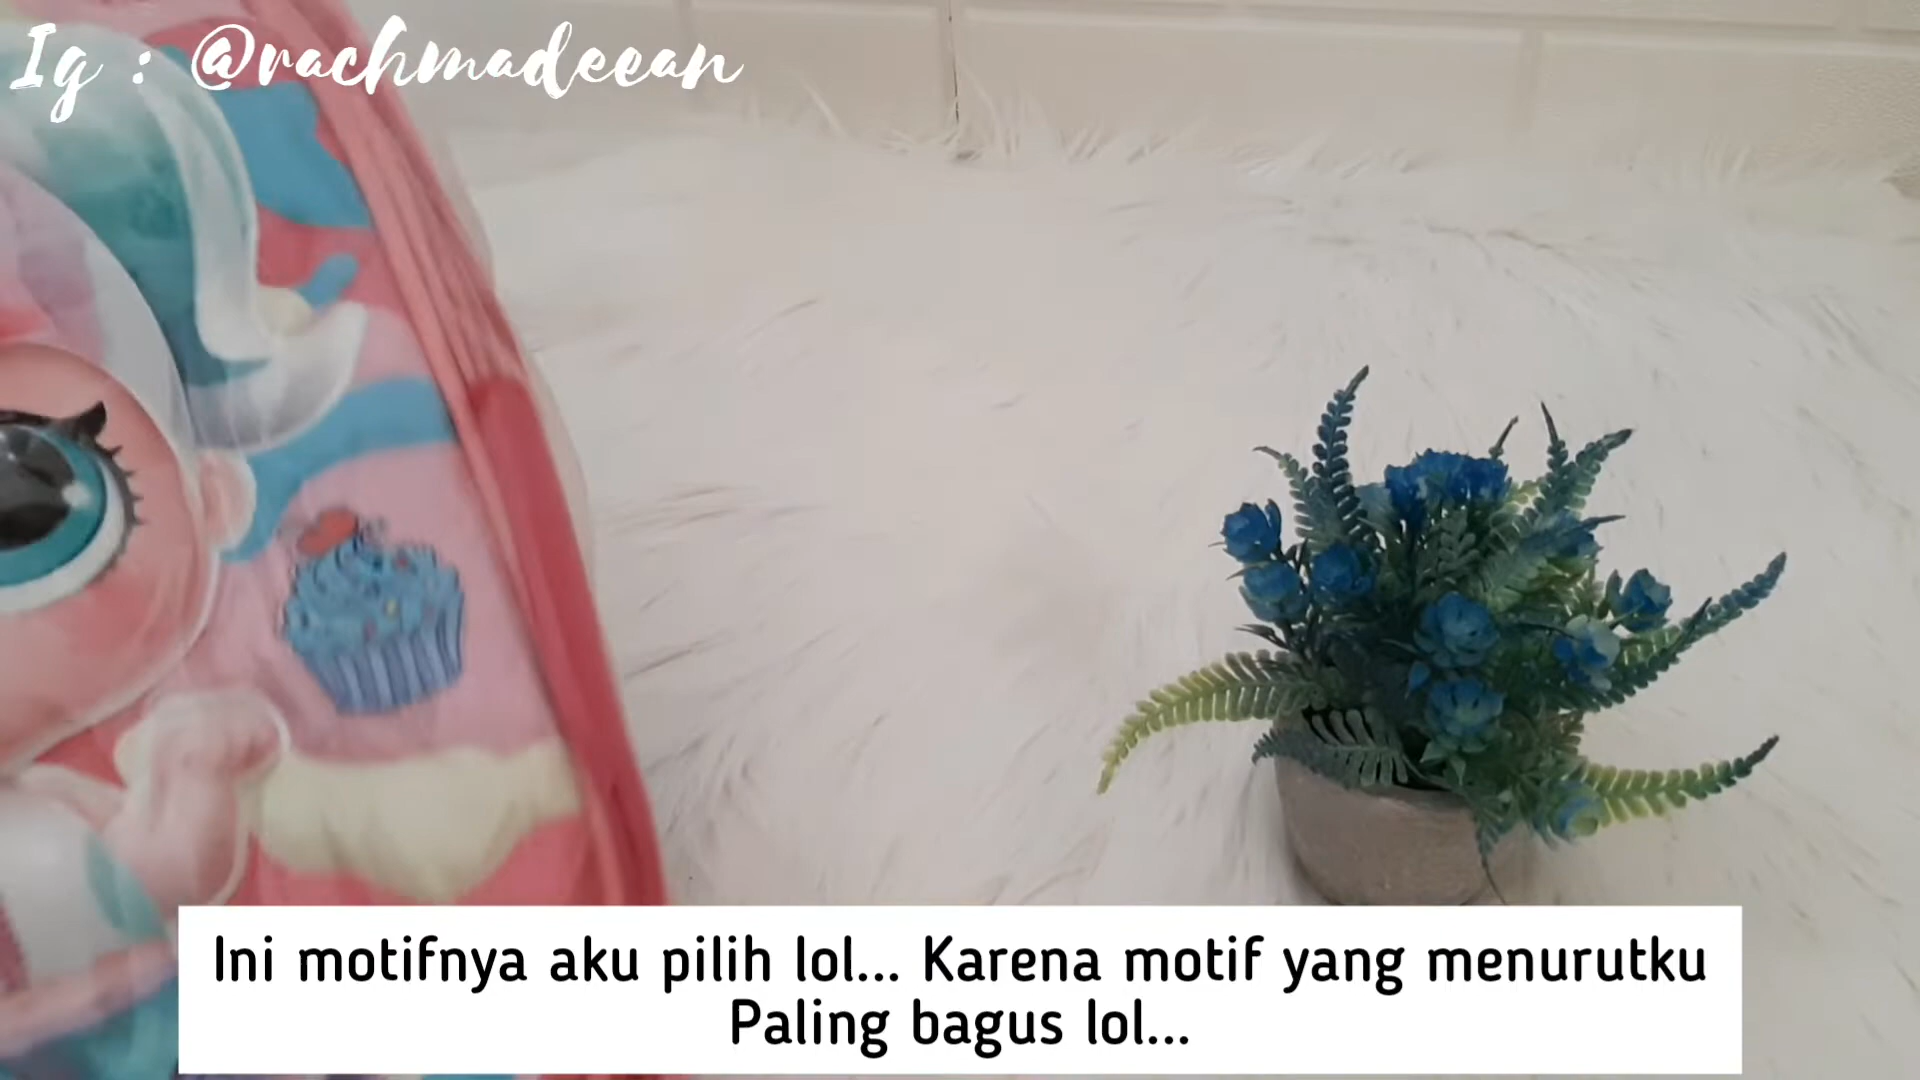 Ig : @rachmadeean
Ini motifnya aku pilih lol... Karena motif yang menurutku
Paling bagus lol...